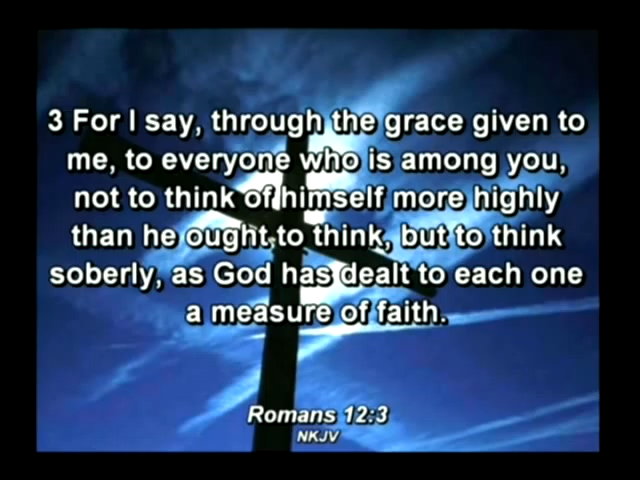 3 For I say, through the grace given to
me, to everyone who is among you,
not to think of himself more highly
than he ought to think, but to think
soberly, as God has dealt to each one
a measure of faith.
Romans 12:3
NKJV